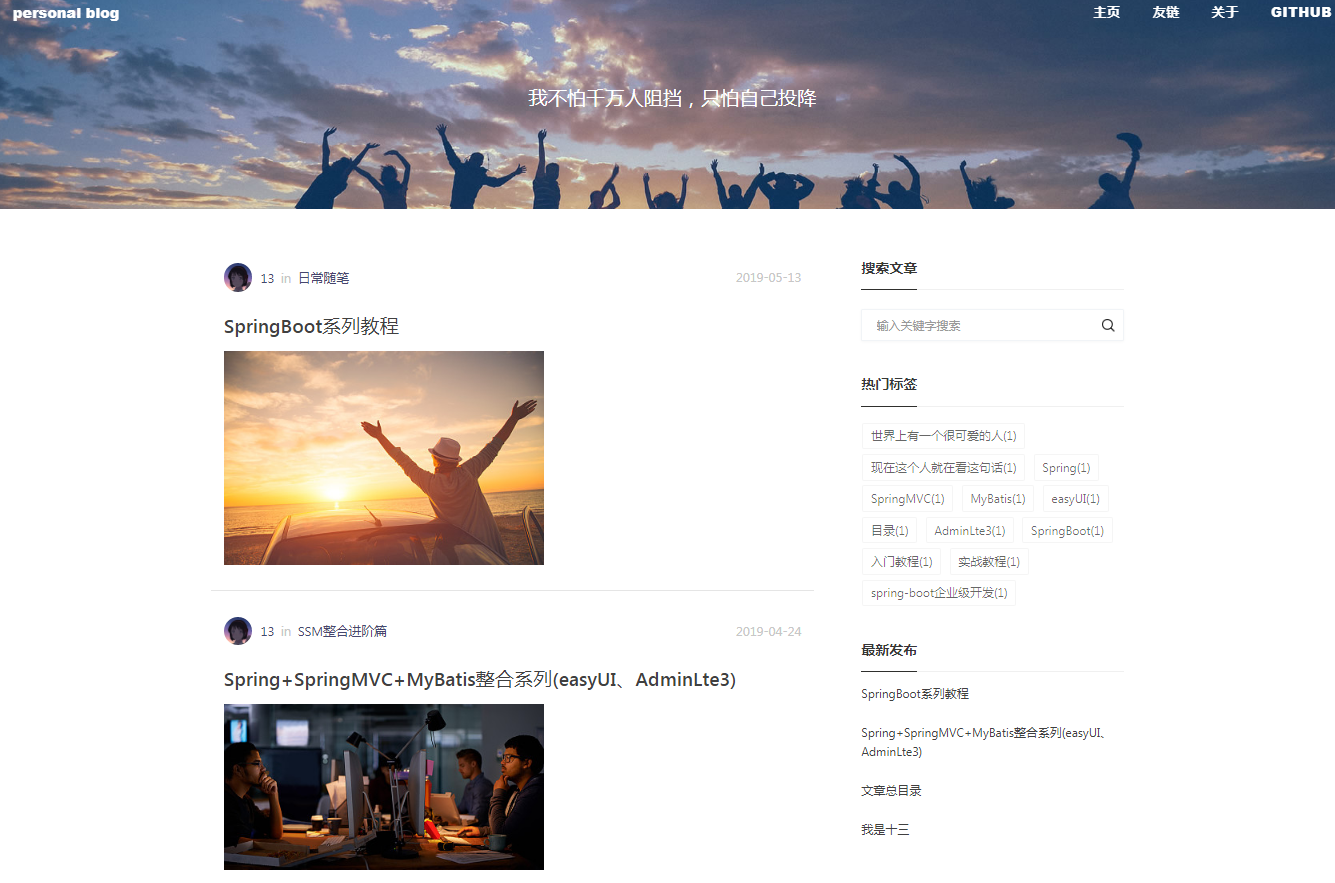 personal blog
主页 友链 关于 GITHUB
我不怕千万人阻挡，只怕自己投降
13 in 日常随笔 2019-05-13
SpringBoot系列教程
13 in SSM整合进阶篇 2019-04-24
Spring+SpringMVC+MyBatis整合系列(easyUI、AdminLte3)
搜索文章
输入关键字搜索
热门标签
世界上有一个很可爱的人(1)
现在这个人就在看这句话(1) Spring(1)
SpringMVC(1) MyBatis(1) easyUI(1)
目录(1) AdminLte3(1) SpringBoot(1)
入门教程(1) 实战教程(1)
spring-boot企业级开发(1)
最新发布
SpringBoot系列教程
Spring+SpringMVC+MyBatis整合系列(easyUI、
AdminLte3)
文章总目录
我是十三